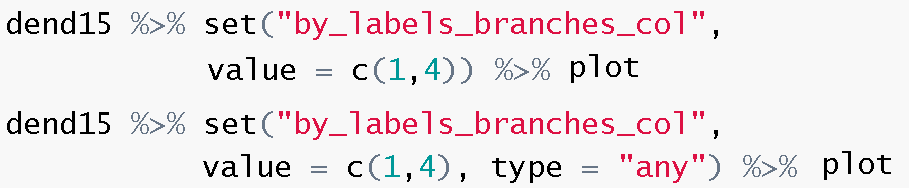 dend15 %>% set("by_labels_branches_col",
value = c(1,4)) %>% plot
dend15 %>% set("by_labels_branches_col",
value = c(1,4), type = "any") %>% plot